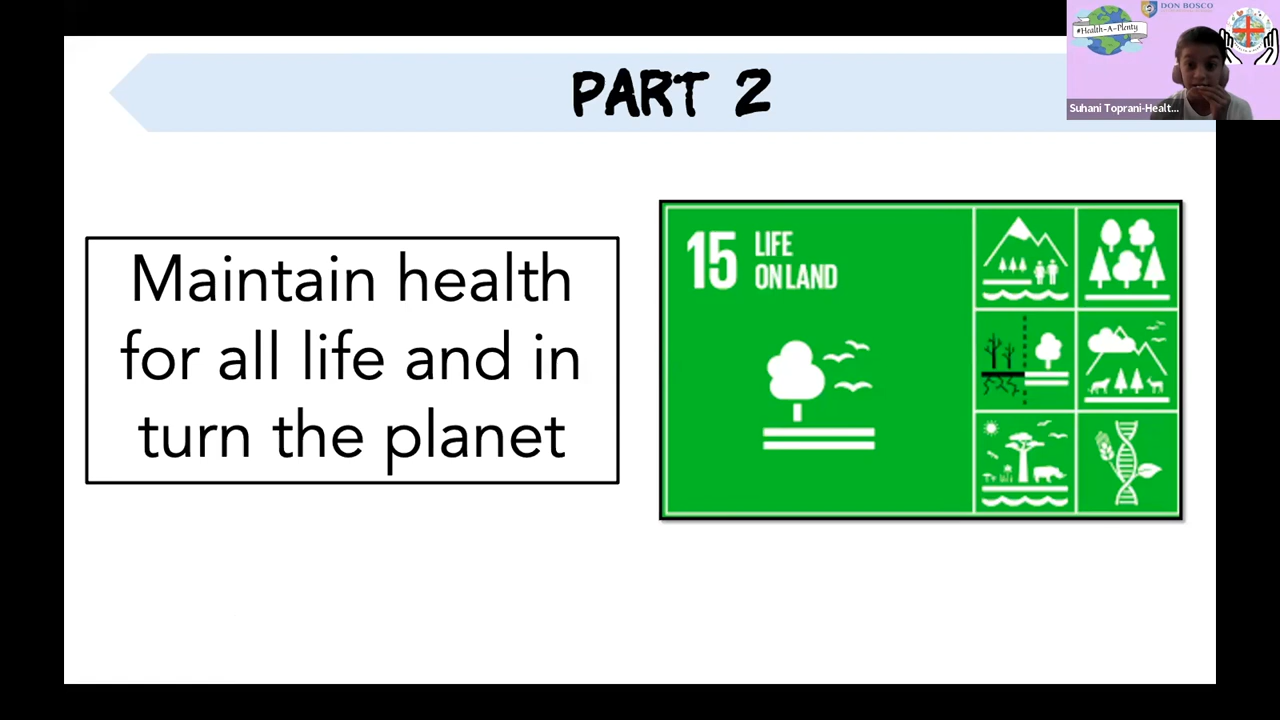 PART 2
Maintain health
for all life and in
turn the planet
15 LIFE
ON LAND
#Health-A-Plenty
DON BOSCO
Suhani Toprani-Healt...